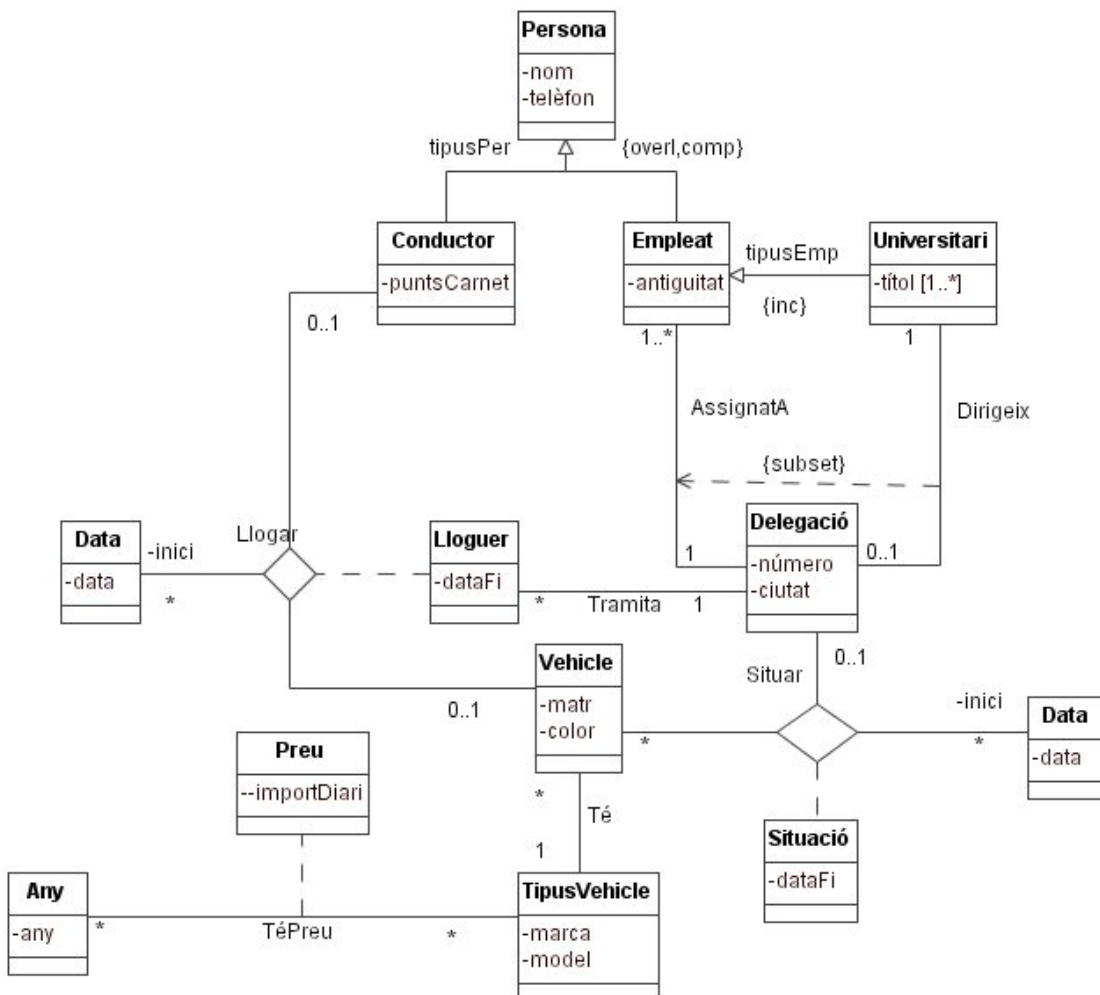 Persona
-nom
-telèfon
tipusPer
{overl,comp}
Conductor
-puntsCarnet
Empleat
-antiguitat
tipusEmp
{inc}
Universitari
-títol [1..*]
0..1
1..*
1
AssignatA
Dirigeix
{subset}
Data
-data
-inici
*
Llogar
Lloguer
-dataFi
*
Tramita
1
1
Delegació
-número
-ciutat
0..1
0..1
Situar
Vehicle
-matr
-color
0..1
*
-inici
*
Data
-data
Preu
--importDiari
*
Té
1
Situació
-dataFi
Any
-any
*
TéPreu
*
TipusVehicle
-marca
-model